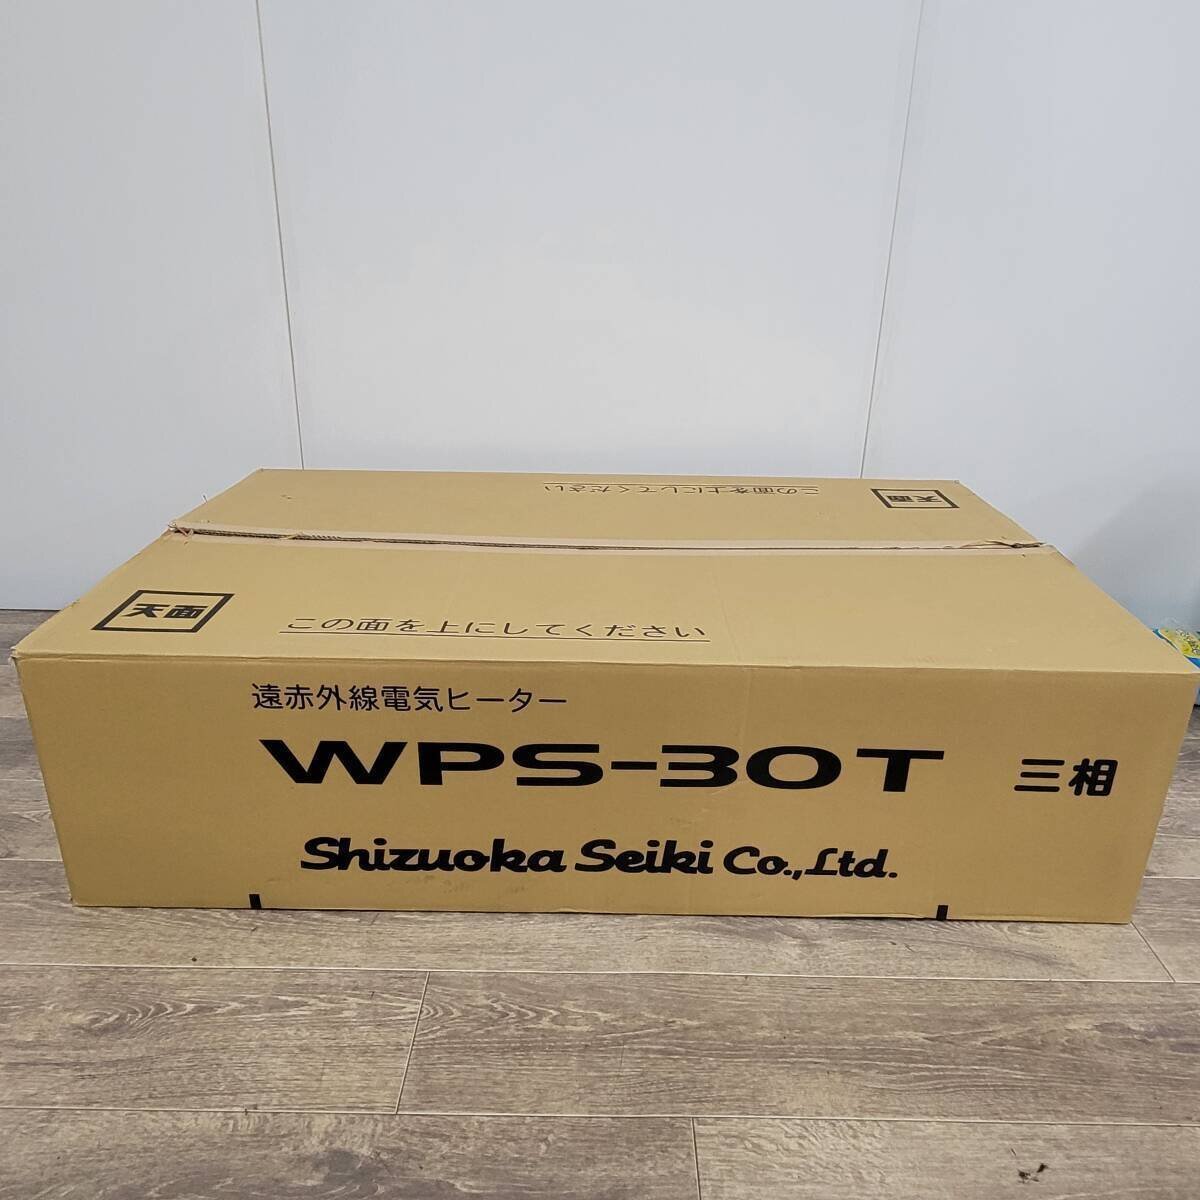 この面を上にしてください
天面
天面
この面を上にしてください
遠赤外線電気ヒーター
WPS-30T 三相
Shizuoka Seiki Co.,Ltd.